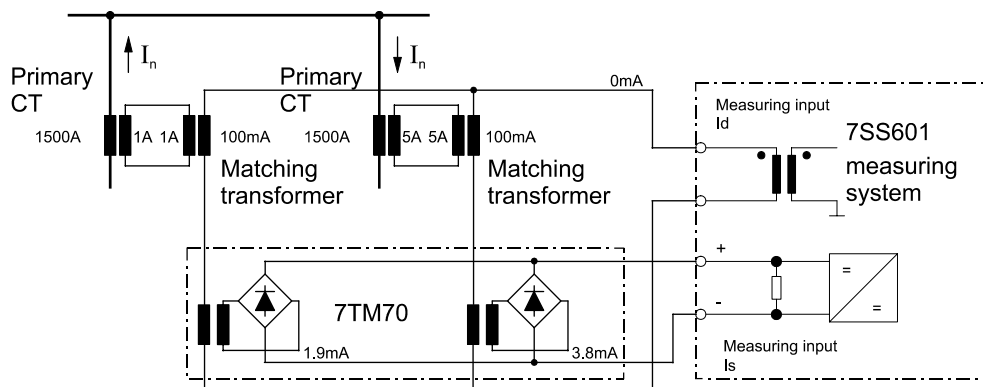 Iₙ
Iₙ
Primary
CT
Primary
CT
0mA
Measuring input
Id
1500A
1A
1A
100mA
1500A
5A
5A
100mA
7SS601
measuring
system
Matching
transformer
Matching
transformer
+
7TM70
=
=
-
1.9mA
3.8mA
Measuring input
Is